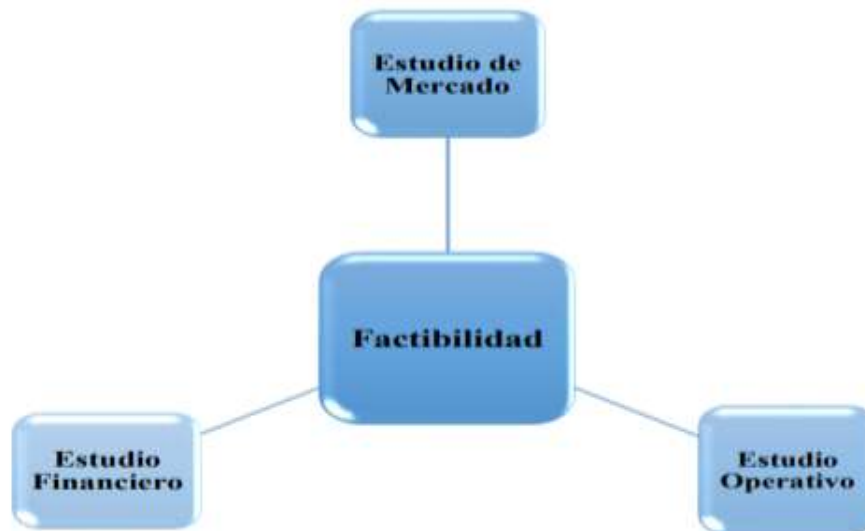 Estudio de
Mercado
Factibilidad
Estudio
Financiero
Estudio
Operativo